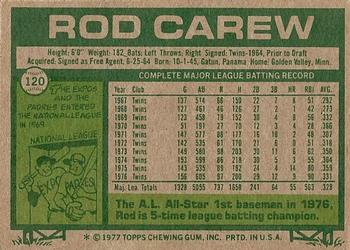 ROD CAREW
Height: 6'0" Weight: 182 Bats: Left Throws: Right Signed: Twins-1964, Prior to Draft
Acquired: Signed as Free Agent, 6-25-64 Born: 10-1-45, Gatun, Panama Home: Golden Valley, Minn.
120
THE EXPOS
AND THE
PADRES ENTERED
THE NATIONAL LEAGUE
IN 1969.
NATIONAL LEAGUE
EXPOS
PADRES
COMPLETE MAJOR LEAGUE BATTING RECORD
Year Club G AB R H 2B 3B HR RBI AVG.
1967 Twins 137 514 66 150 22 7 8 51 .292
1968 Twins 127 461 46 126 27 2 1 42 .273
1969 Twins 123 458 79 152 30 4 8 56 .332
1970 Twins 51 191 27 70 12 3 4 28 .366
1971 Twins 147 577 88 177 16 10 2 48 .307
1972 Twins 142 535 61 170 21 6 0 51 .318
1973 Twins 149 580 98 203 30 11 6 62 .350
1974 Twins 153 599 86 218 30 5 3 55 .364
1975 Twins 143 535 89 192 24 4 14 80 .359
1976 Twins 156 605 97 200 29 12 9 90 .331
Maj. Lea. Totals 1328 5055 737 1658 241 64 55 563 .328
The A.L. All-Star 1st baseman in 1976,
Rod is 5-time league batting champion.
* © 1977 TOPPS CHEWING GUM, INC. PRTD. IN U.S.A.